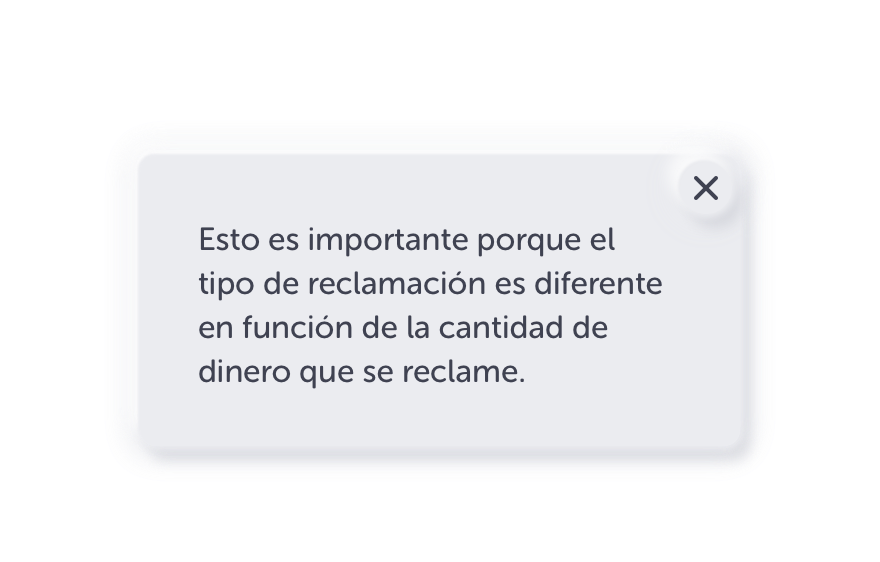 Esto es importante porque el
tipo de reclamación es diferente
en función de la cantidad de
dinero que se reclame.